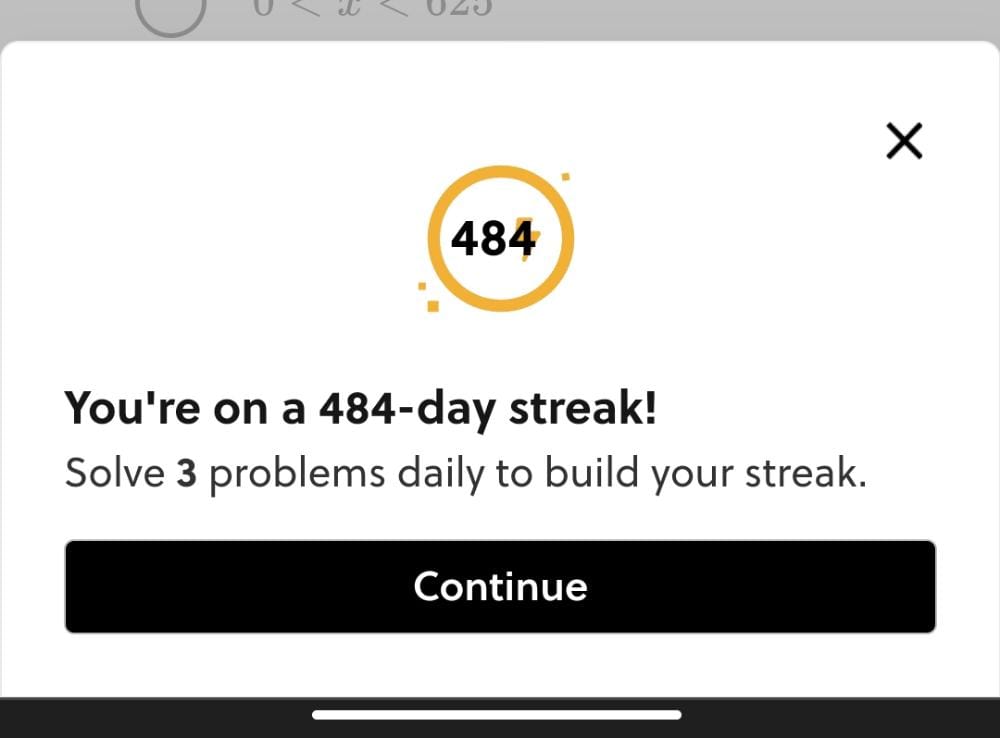 0 < x < 625
484
You're on a 484-day streak!
Solve 3 problems daily to build your streak.
Continue